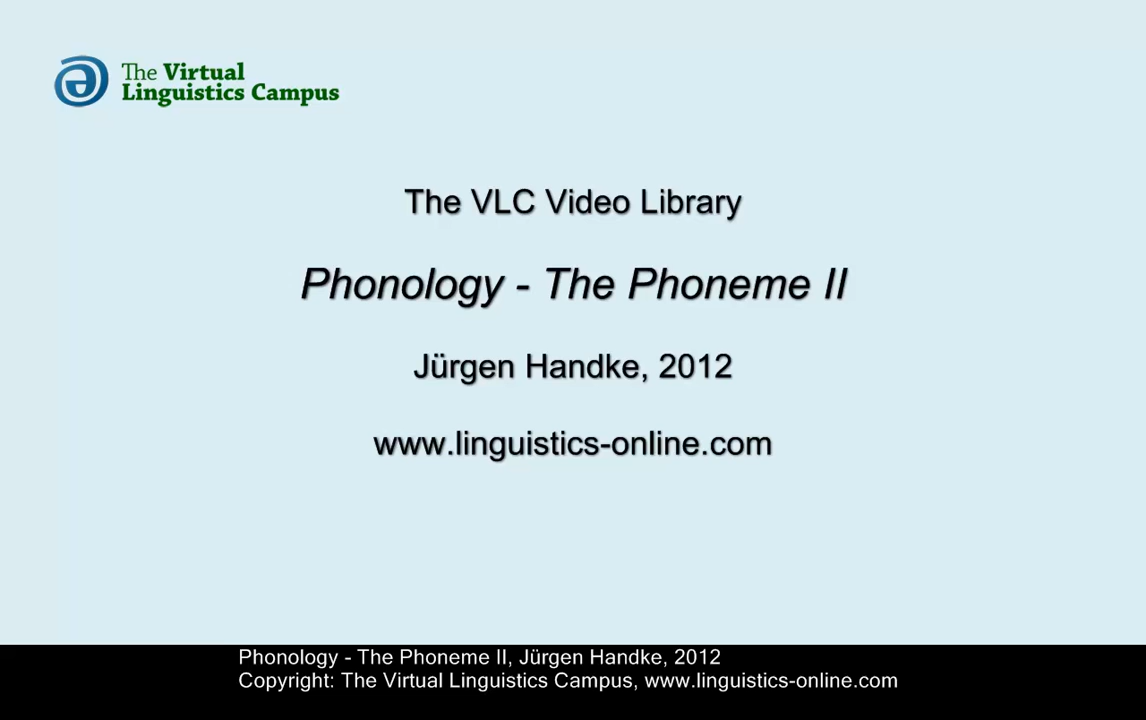 The Virtual
Linguistics Campus
The VLC Video Library
Phonology - The Phoneme II
Jürgen Handke, 2012
www.linguistics-online.com
Phonology - The Phoneme II, Jürgen Handke, 2012
Copyright: The Virtual Linguistics Campus, www.linguistics-online.com